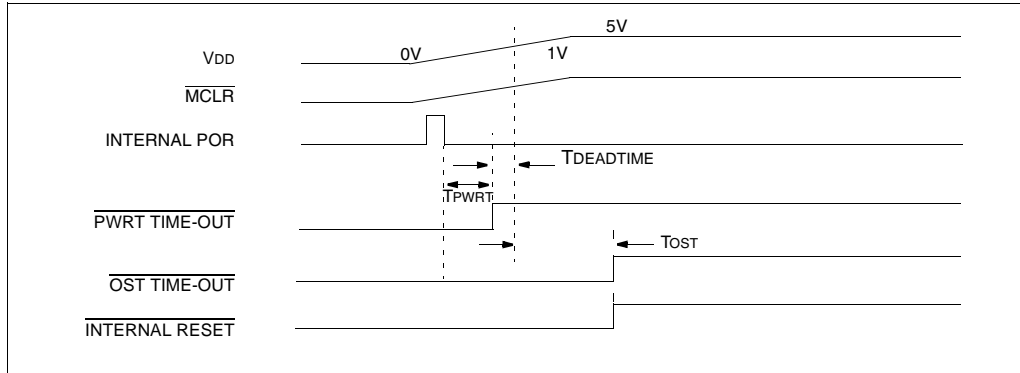 5V
VDD
0V
1V
MCLR
INTERNAL POR
TDEADTIME
TPWRT
PWRT TIME-OUT
TOST
OST TIME-OUT
INTERNAL RESET